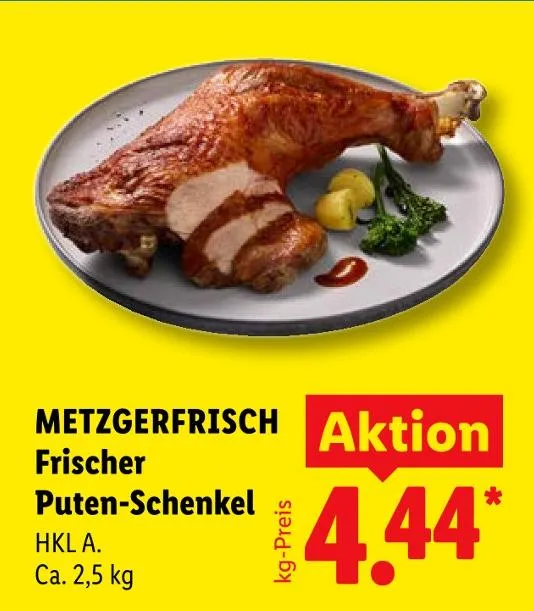 METZGERFRISCH
Frischer
Puten-Schenkel
HKL A.
Ca. 2,5 kg
Aktion
kg-Preis
4.44*